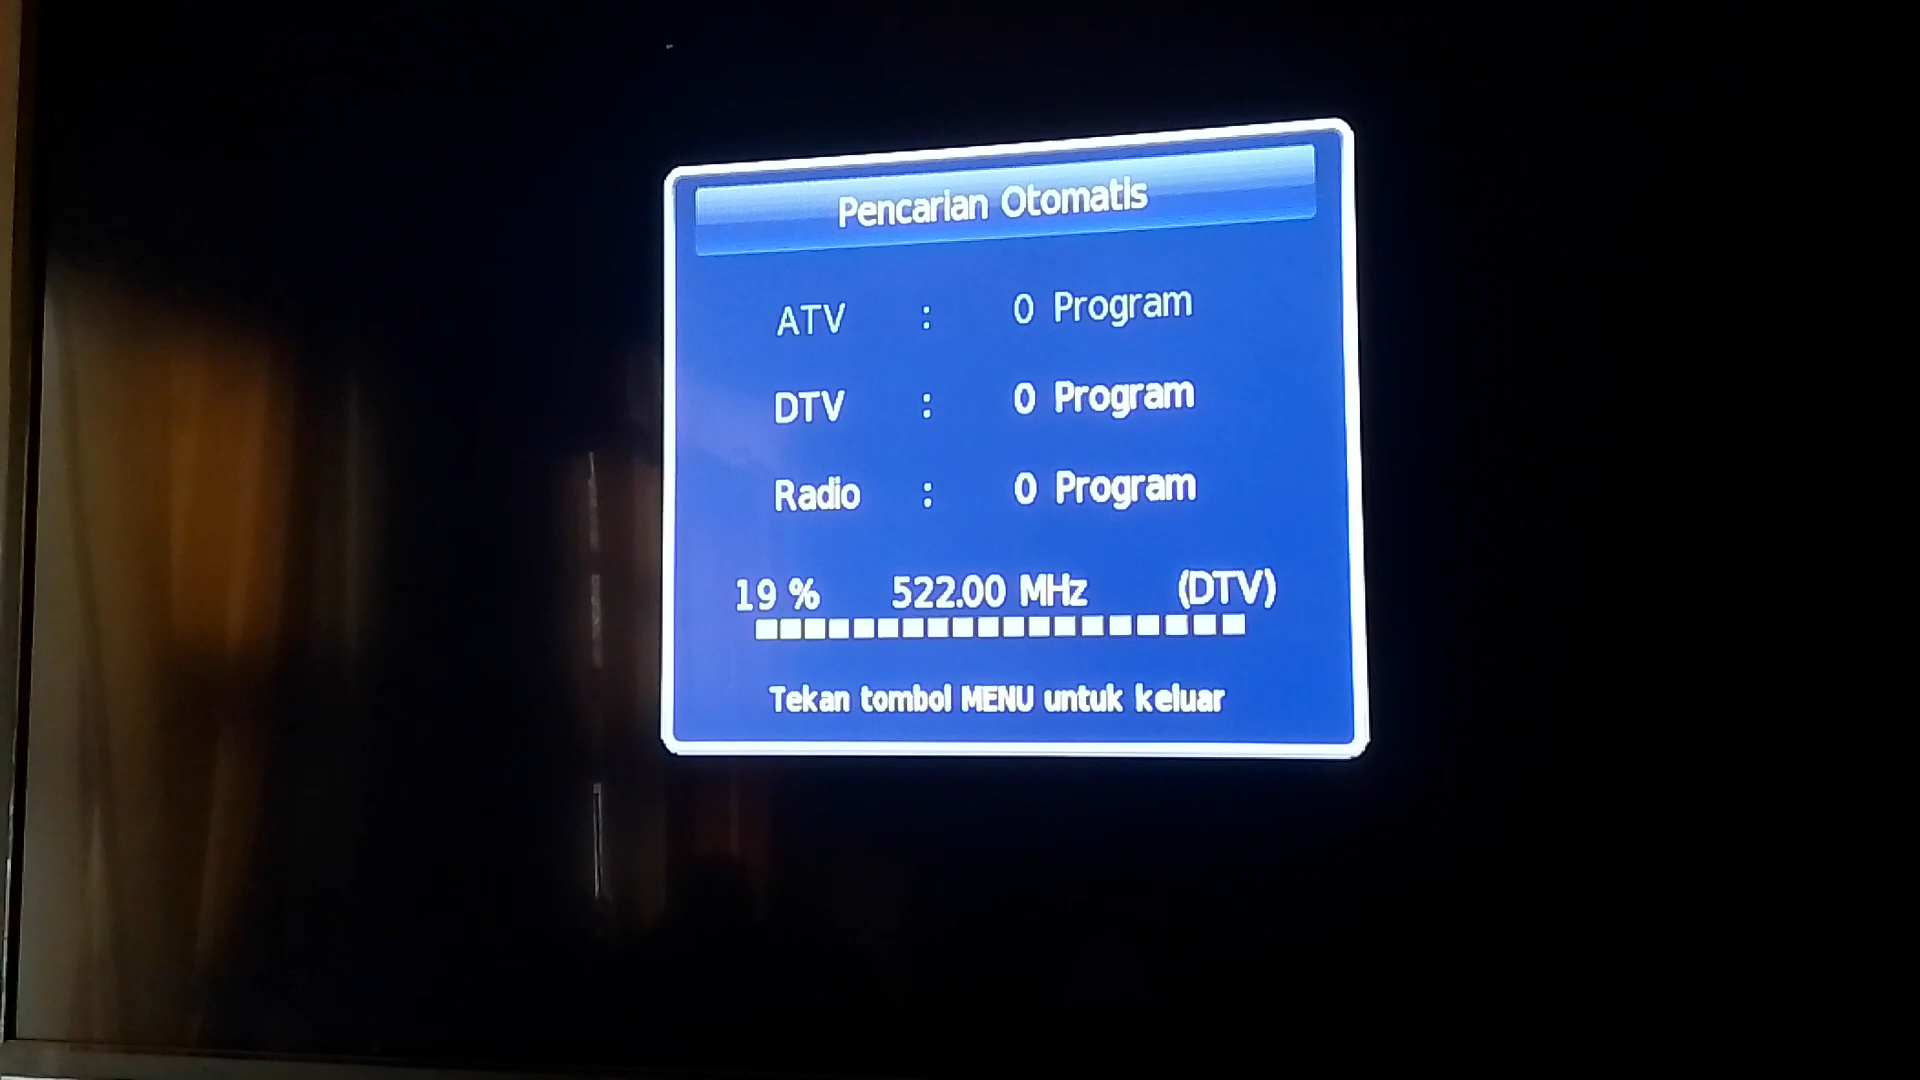 Pencarian Otomatis
ATV : 0 Program
DTV : 0 Program
Radio : 0 Program
19 % 522.00 MHz (DTV)
Tekan tombol MENU untuk keluar